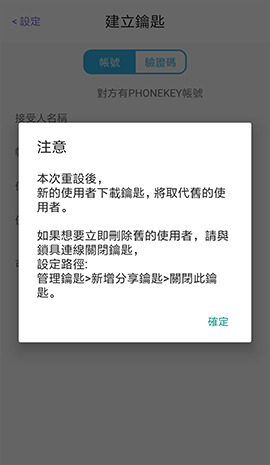 < 設定
建立鑰匙
帳號
驗證碼
對方有PHONEKEY帳號
接受人名稱
注意
本次重設後，
新的使用者下載鑰匙，將取代舊的使
用者。
如果想要立即刪除舊的使用者，請與
鎖具連線關閉鑰匙，
設定路徑:
管理鑰匙>新增分享鑰匙>關閉此鑰
匙。
確定